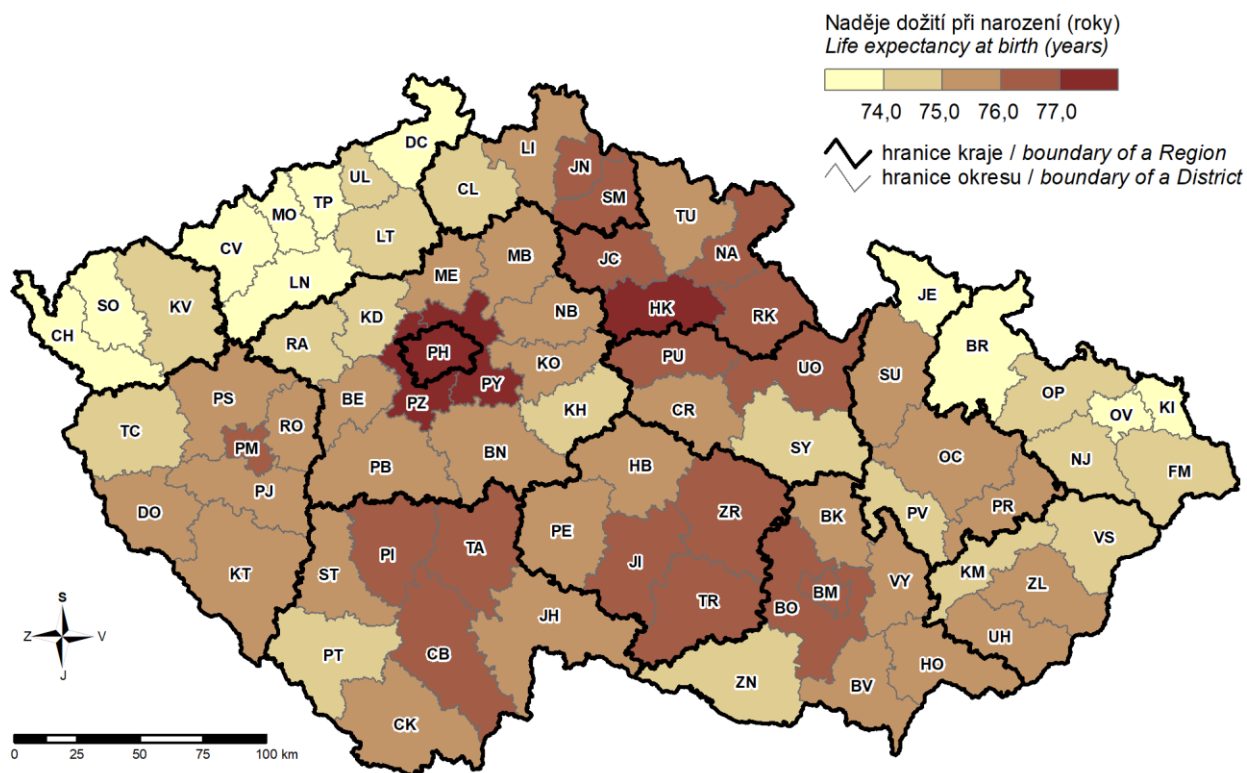 Naděje dožití při narození (roky)
Life expectancy at birth (years)
74,0 75,0 76,0 77,0
hranice kraje / boundary of a Region
hranice okresu / boundary of a District
DC
LI
JN
SM
UL
CL
TP
MO
TU
LT
CV
NA
JC
MB
ME
LN
SO
KV
JE
HK
NB
RK
CH
KD
BR
RA
PH
PU
KO
UO
SU
PY
OP
PS
BE
PZ
CR
KH
OV
KI
RO
TC
PM
SY
BN
OC
NJ
HB
PB
FM
PJ
DO
PR
ZR
PV
BK
PE
VS
TA
PI
JI
KT
ST
KM
VY
ZL
BM
TR
BO
JH
UH
CB
PT
HO
ZN
BV
CK
S
Z V
J
0 25 50 75 100 km